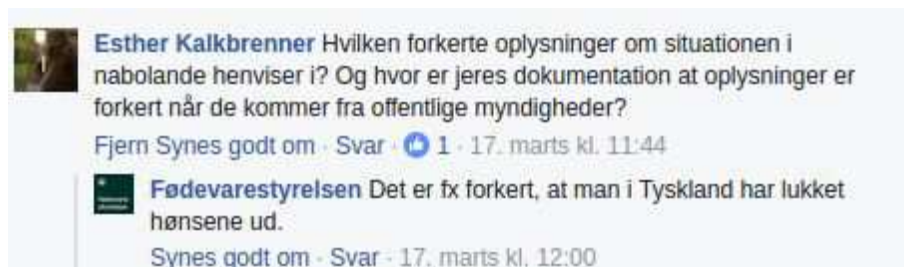 Esther Kalkbrenner Hvilken forkerte oplysninger om situationen i
nabolande henviser i? Og hvor er jeres dokumentation at oplysninger er
forkert når de kommer fra offentlige myndigheder?
Fjern Synes godt om · Svar · 1 · 17. marts kl. 11:44
Fødevarestyrelsen Det er fx forkert, at man i Tyskland har lukket
hønsene ud.
Synes godt om · Svar · 17. marts kl. 12:00